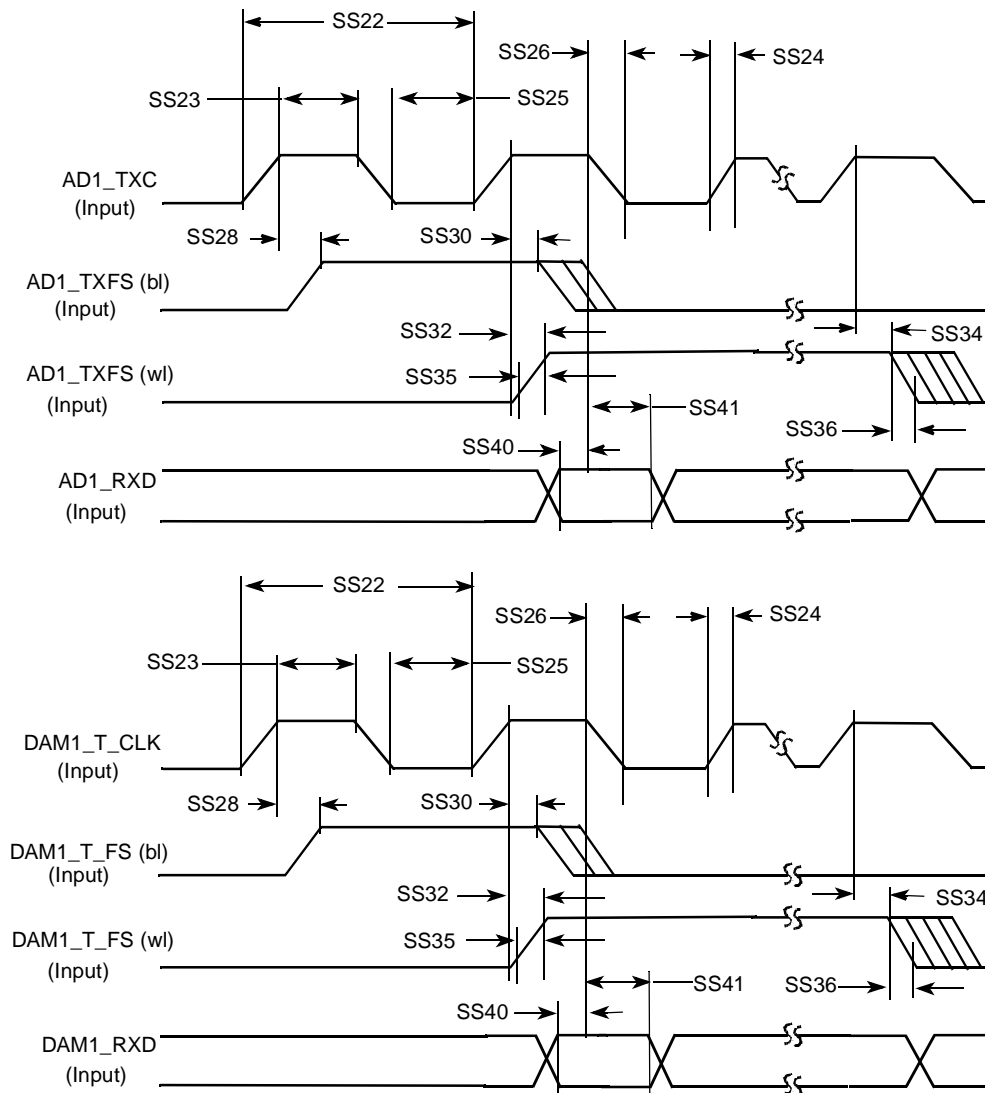 SS22
SS26
SS24
SS23
SS25
AD1_TXC
(Input)
SS28
SS30
AD1_TXFS (bl)
(Input)
SS32
SS34
SS35
AD1_TXFS (wl)
(Input)
SS41
SS36
SS40
AD1_RXD
(Input)
SS22
SS26
SS24
SS23
SS25
DAM1_T_CLK
(Input)
SS28
SS30
DAM1_T_FS (bl)
(Input)
SS32
SS34
SS35
DAM1_T_FS (wl)
(Input)
SS41
SS36
SS40
DAM1_RXD
(Input)